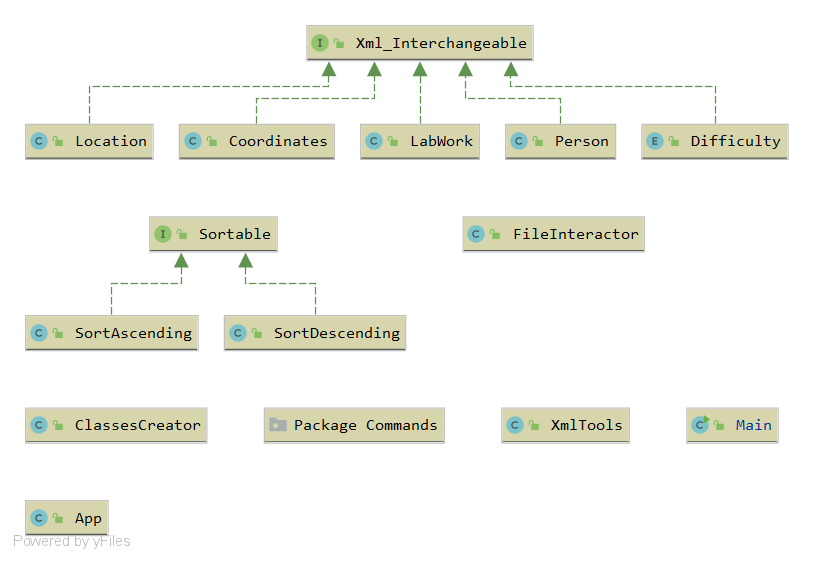 I Xml_Interchangeable
C Location
C Coordinates
C LabWork
C Person
E Difficulty
I Sortable
C FileInteractor
C SortAscending
C SortDescending
C ClassesCreator
Package Commands
C XmlTools
C Main
C App
Powered by yFiles